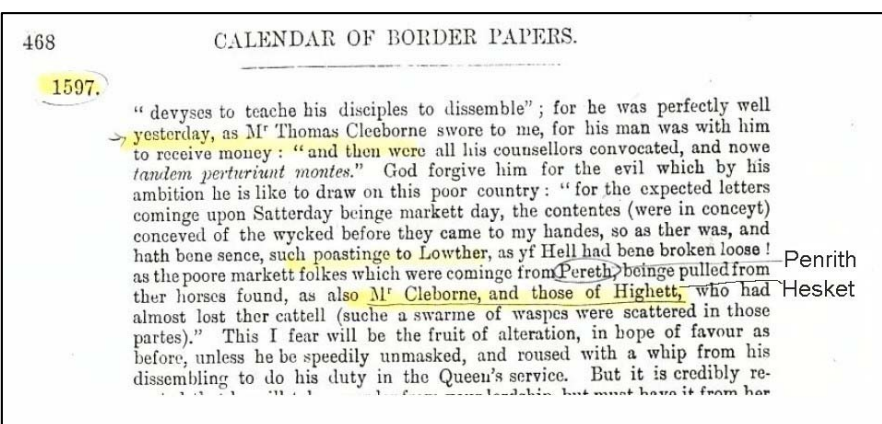 468
CALENDAR OF BORDER PAPERS.
1597.
“ devyses to teache his disciples to dissemble” ; for he was perfectly well
yesterday, as Mr Thomas Cleeborne swore to me, for his man was with him
to receive money : “ and then were all his counsellors convocated, and nowe
tandem perturiunt montes.” God forgive him for the evil which by his
ambition he is like to draw on this poor country : “ for the expected letters
cominge upon Satterday beinge markett day, the contentes (were in conceyt)
conceved of the wycked before they came to my handes, so as ther was, and
hath bene sence, such poastinge to Lowther, as yf Hell had bene broken loose !
as the poore markett folkes which were cominge from Pereth, beinge pulled from
Penrith
ther horses found, as also Mr Cleborne, and those of Highett, who had
Hesket
almost lost ther cattell (suche a swarme of waspes were scattered in those
partes).” This I fear will be the fruit of alteration, in hope of favour as
before, unless he be speedily unmasked, and roused with a whip from his
dissembling to do his duty in the Queen's service. But it is credibly re-